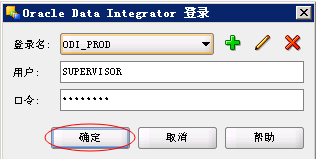 Oracle Data Integrator 登录
登录名: ODI_PROD
用户: SUPERVISOR
口令: ********
确定 取消 帮助